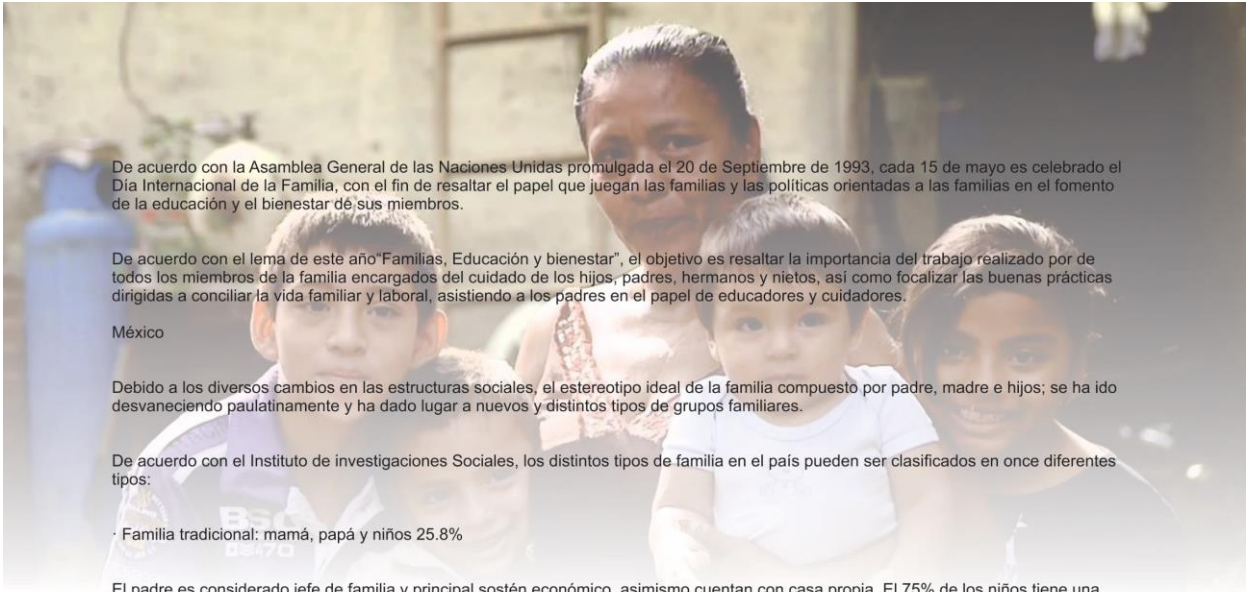 De acuerdo con la Asamblea General de las Naciones Unidas promulgada el 20 de Septiembre de 1993, cada 15 de mayo es celebrado el
Día Internacional de la Familia, con el fin de resaltar el papel que juegan las familias y las políticas orientadas a las familias en el fomento
de la educación y el bienestar de sus miembros.
De acuerdo con el lema de este año“Familias, Educación y bienestar”, el objetivo es resaltar la importancia del trabajo realizado por de
todos los miembros de la familia encargados del cuidado de los hijos, padres, hermanos y nietos, así como focalizar las buenas prácticas
dirigidas a conciliar la vida familiar y laboral, asistiendo a los padres en el papel de educadores y cuidadores.
México
Debido a los diversos cambios en las estructuras sociales, el estereotipo ideal de la familia compuesto por padre, madre e hijos; se ha ido
desvaneciendo paulatinamente y ha dado lugar a nuevos y distintos tipos de grupos familiares.
De acuerdo con el Instituto de investigaciones Sociales, los distintos tipos de familia en el país pueden ser clasificados en once diferentes
tipos:
· Familia tradicional: mamá, papá y niños 25.8%
El padre es considerado jefe de familia y principal sostén económico, asimismo cuentan con casa propia. El 75% de los niños tiene una